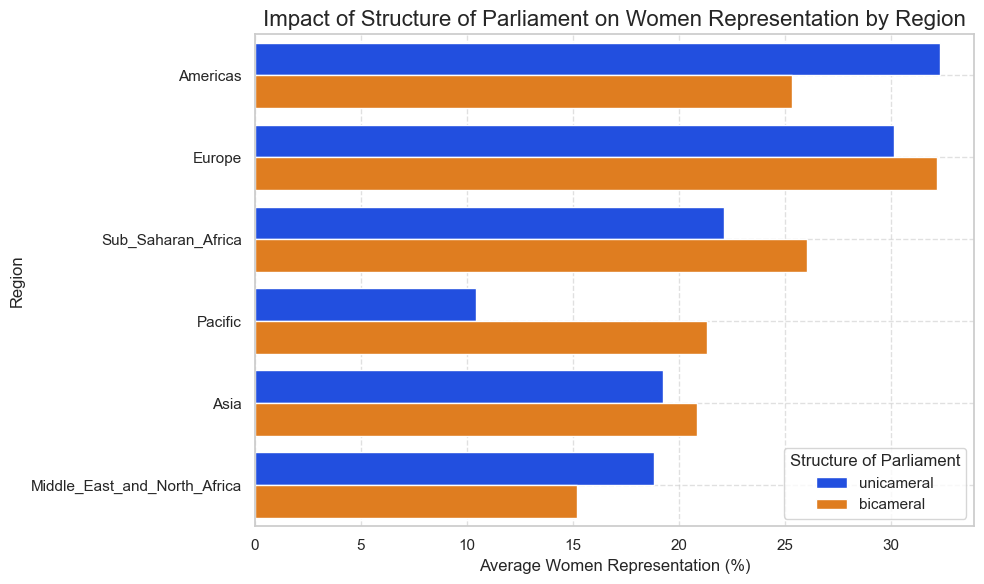 Impact of Structure of Parliament on Women Representation by Region
Americas
Europe
Sub_Saharan_Africa
Pacific
Asia
Middle_East_and_North_Africa
Region
Structure of Parliament
unicameral
bicameral
0 5 10 15 20 25 30
Average Women Representation (%)